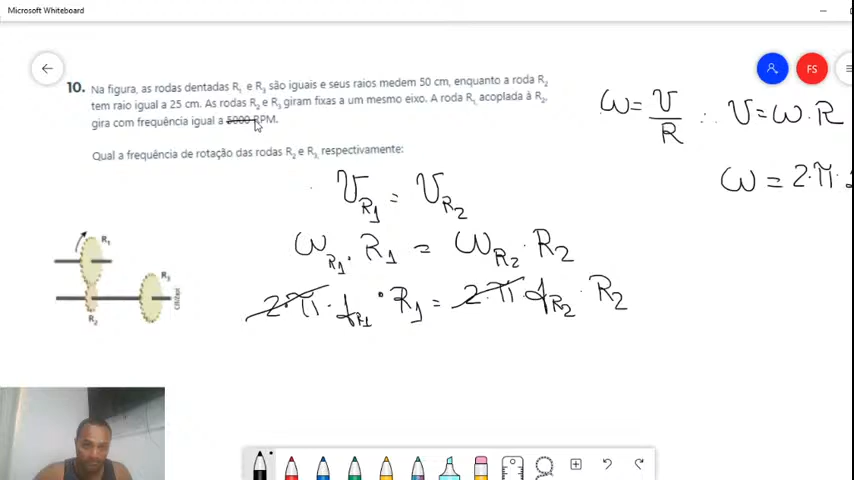 Microsoft Whiteboard
FS
10. Na figura, as rodas dentadas R₁ e R₃ são iguais e seus raios medem 50 cm, enquanto a roda R₂
tem raio igual a 25 cm. As rodas R₂ e R₃ giram fixas a um mesmo eixo. A roda R₁ acoplada à R₂,
gira com frequência igual a 5000 RPM.
Qual a frequência de rotação das rodas R₂ e R₃, respectivamente:
ω = V/R ∴ V = ω · R
ω = 2·π·
V_R₁ = V_R₂
ω_R₁ · R₁ = ω_R₂ · R₂
2·π · f_R₁ · R₁ = 2·π f_R₂ · R₂
R₁
R₃
R₂